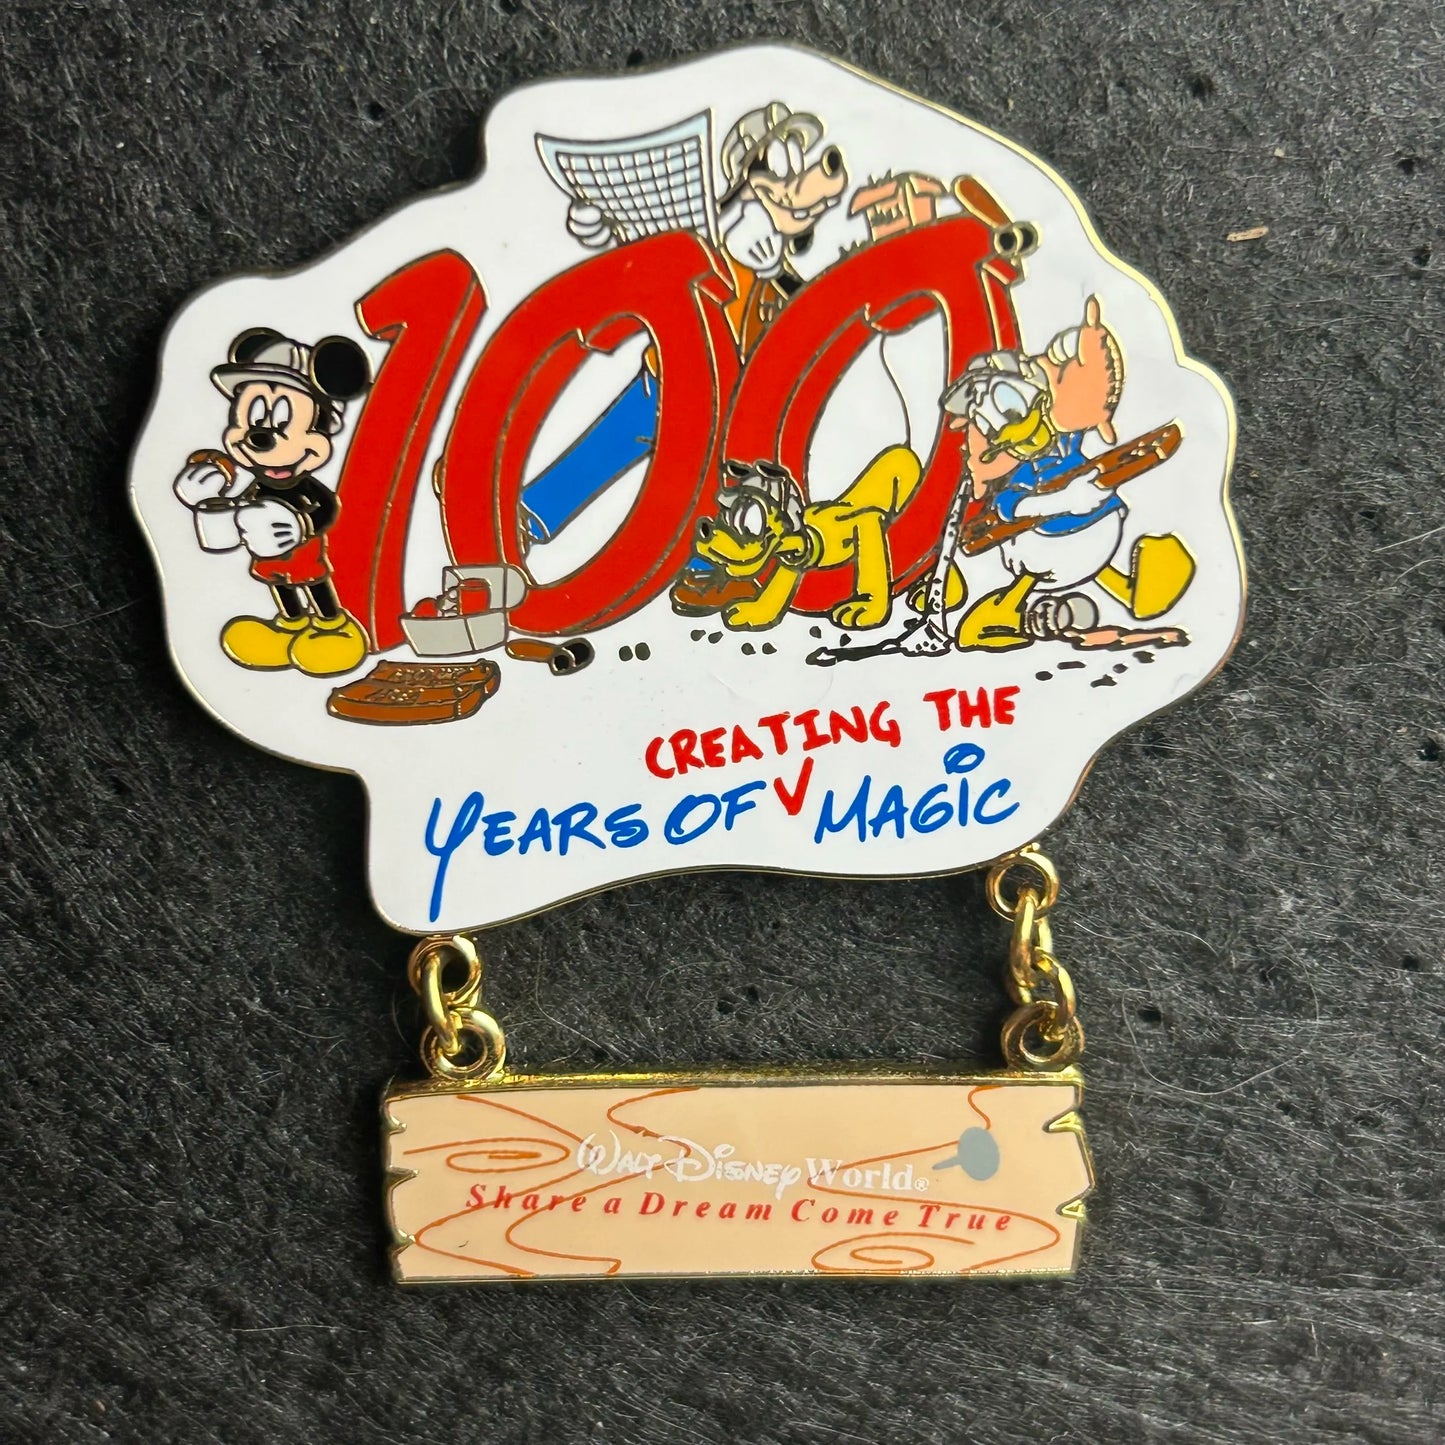 100
CREATING THE
YEARS OF V MAGIC
WALT DISNEY World®
Share a Dream Come True